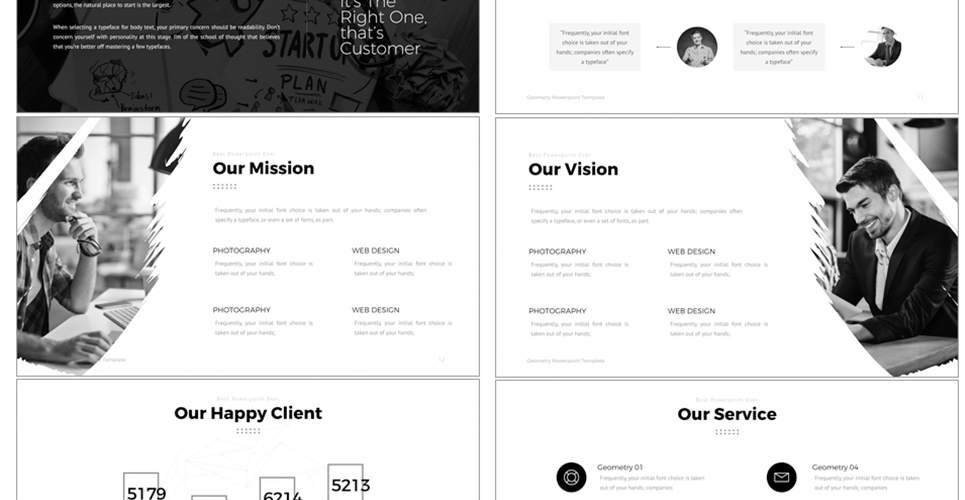 options, the natural place to start is the largest.
When selecting a typeface for body text, your primary concern should be readability. Don't
concern yourself with personality at this stage. I'm of the school of thought that believes
that you're better off mastering a few typefaces.
It's The
Right One,
that's
Customer
START
PLAN
Ideas!
Brainstorm
"Frequently, your initial font
choice is taken out of your
hands; companies often specify
a typeface"
"Frequently, your initial font
choice is taken out of your
hands; companies often specify
a typeface"
Geometry Powerpoint Template
11
Best Powerpoint Ever
Our Mission
Frequently, your initial font choice is taken out of your hands; companies often
specify a typeface, or even a set of fonts, as part.
PHOTOGRAPHY
Frequently, your initial font choice is
taken out of your hands;
WEB DESIGN
Frequently, your initial font choice is
taken out of your hands;
PHOTOGRAPHY
Frequently, your initial font choice is
taken out of your hands;
WEB DESIGN
Frequently, your initial font choice is
taken out of your hands;
Template
12
Best Powerpoint Ever
Our Vision
Frequently, your initial font choice is taken out of your hands; companies often
specify a typeface, or even a set of fonts, as part.
PHOTOGRAPHY
Frequently, your initial font choice is
taken out of your hands;
WEB DESIGN
Frequently, your initial font choice is
taken out of your hands;
PHOTOGRAPHY
Frequently, your initial font choice is
taken out of your hands;
WEB DESIGN
Frequently, your initial font choice is
taken out of your hands;
Geometry Powerpoint Template
Best Powerpoint Ever
Our Happy Client
5179
6214
5213
Best Powerpoint Ever
Our Service
Geometry 01
Frequently, your initial font choice is taken
out of your hands; companies
Geometry 04
Frequently, your initial font choice is taken
out of your hands; companies